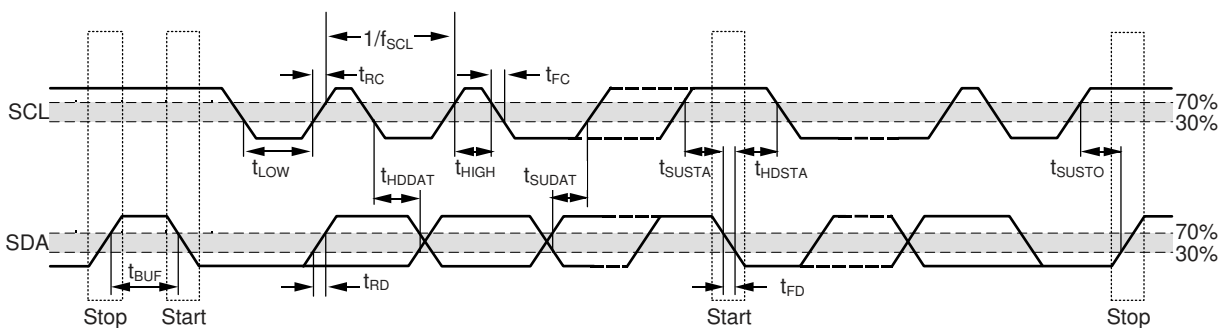 1/fSCL
tRC
tFC
SCL
70%
30%
tLOW
tHDDAT
tHIGH
tSUDAT
tSUSTA
tHDSTA
tSUSTO
SDA
70%
30%
tBUF
tRD
tFD
Stop
Start
Start
Stop